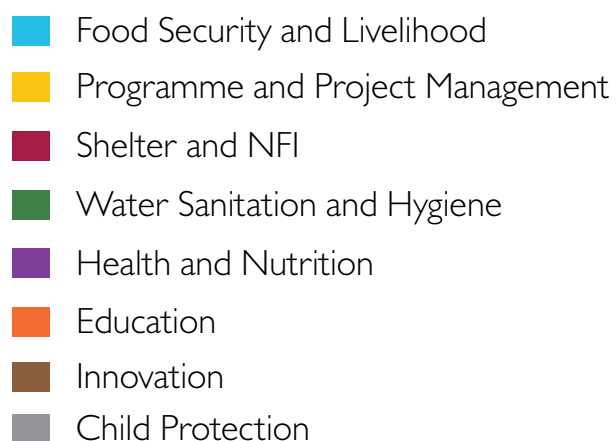 Food Security and Livelihood
Programme and Project Management
Shelter and NFI
Water Sanitation and Hygiene
Health and Nutrition
Education
Innovation
Child Protection